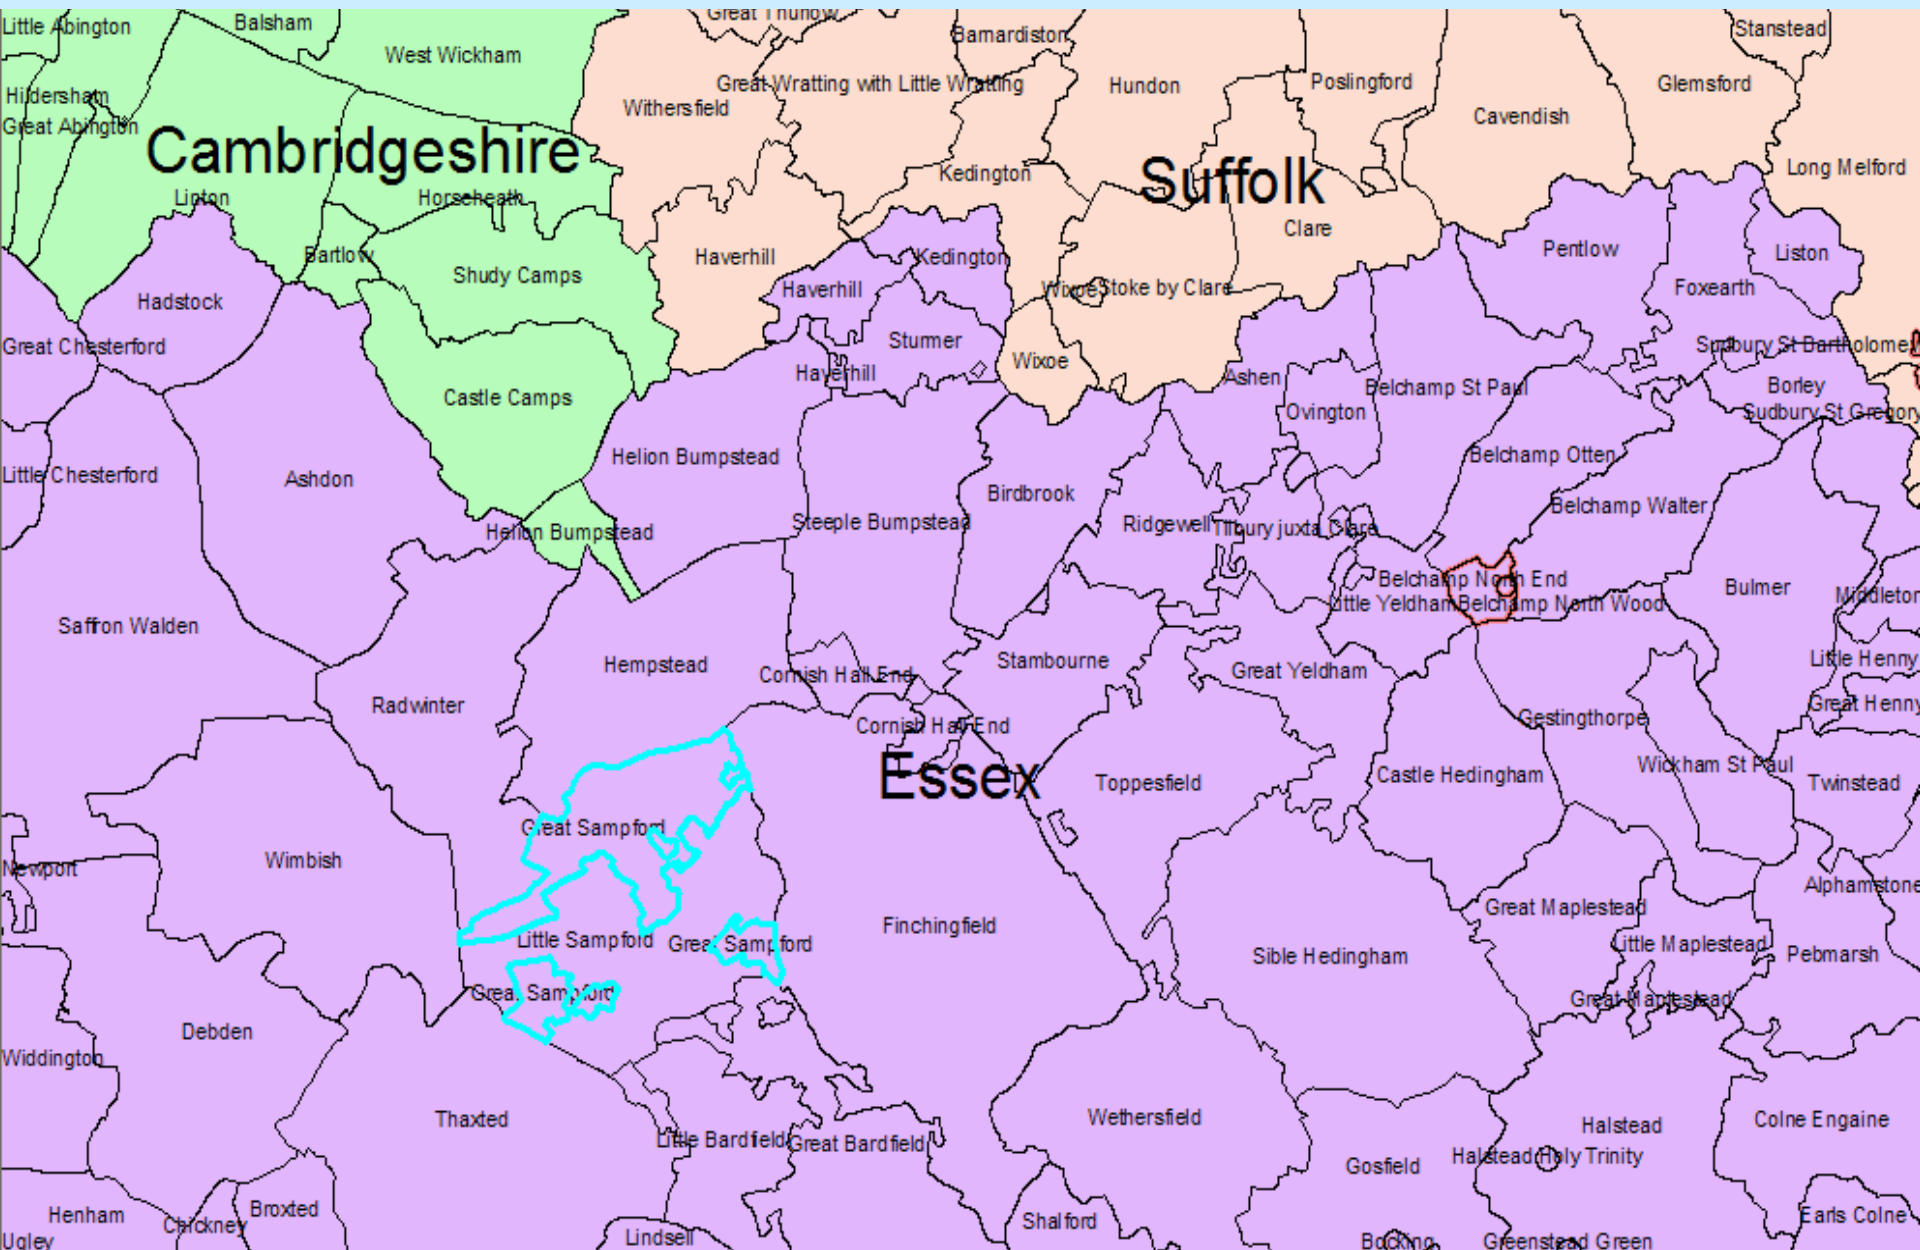 Great Thurlow
Little Abington
Balsham
Barnardiston
Stanstead
West Wickham
Hildersham
Great Wratting with Little Wratting
Hundon
Poslingford
Glemsford
Withersfield
Great Abington
Cavendish
Cambridgeshire
Kedington
Suffolk
Long Melford
Linton
Horseheath
Clare
Bartlow
Haverhill
Kedington
Pentlow
Liston
Shudy Camps
Hadstock
Haverhill
Wixoe
Stoke by Clare
Foxearth
Great Chesterford
Sturmer
Sudbury St Bartholomew
Wixoe
Haverhill
Ashen
Belchamp St Paul
Borley
Castle Camps
Ovington
Sudbury St Gregory
Helion Bumpstead
Belchamp Otten
Little Chesterford
Ashdon
Birdbrook
Belchamp Walter
Helion Bumpstead
Steeple Bumpstead
Ridgewell
Tilbury juxta Clare
Belchamp North End
Bulmer
Middleton
Little Yeldham
Belchamp North Wood
Saffron Walden
Hempstead
Cornish Hall End
Stambourne
Great Yeldham
Little Henny
Radwinter
Great Henny
Cornish Hall End
Gestingthorpe
Essex
Toppesfield
Castle Hedingham
Wickham St Paul
Twinstead
Great Sampford
Newport
Wimbish
Alphamstone
Finchingfield
Great Maplestead
Little Sampfold
Great Sampford
Sible Hedingham
Little Maplestead
Pebmarsh
Great Sampford
Great Maplestead
Debden
Widdington
Thaxted
Wethersfield
Halstead
Colne Engaine
Little Bardfield
Great Bardfield
Gosfield
Halstead Holy Trinity
Henham
Chickney
Broxted
Shalford
Earls Colne
Ugley
Lindsell
Bocking
Greenstead Green